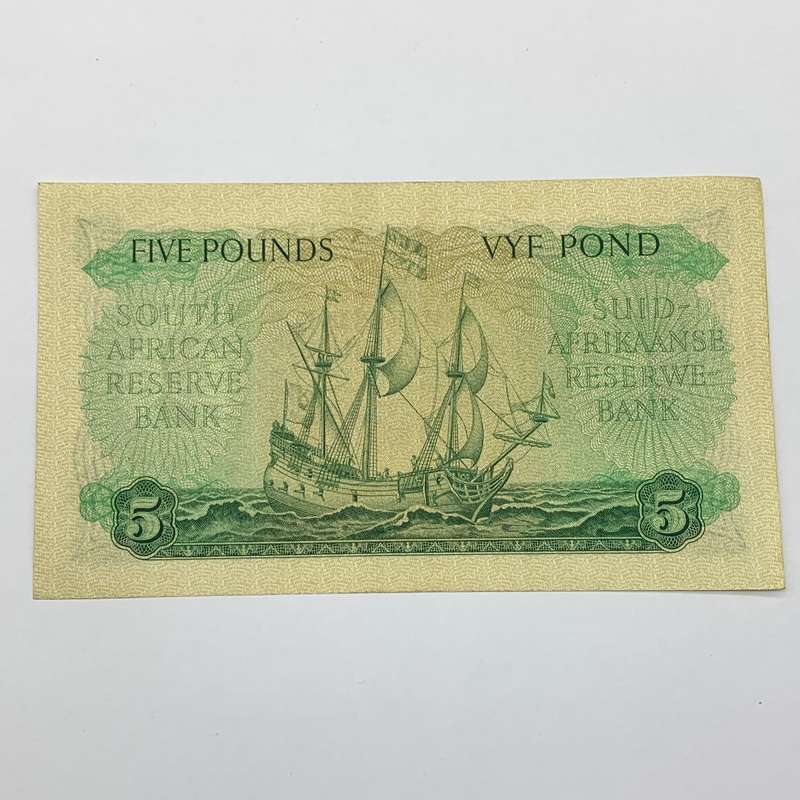 FIVE POUNDS
VYF POND
SOUTH
AFRICAN
RESERVE
BANK
SUID-
AFRIKAANSE
RESERWE-
BANK
5
5